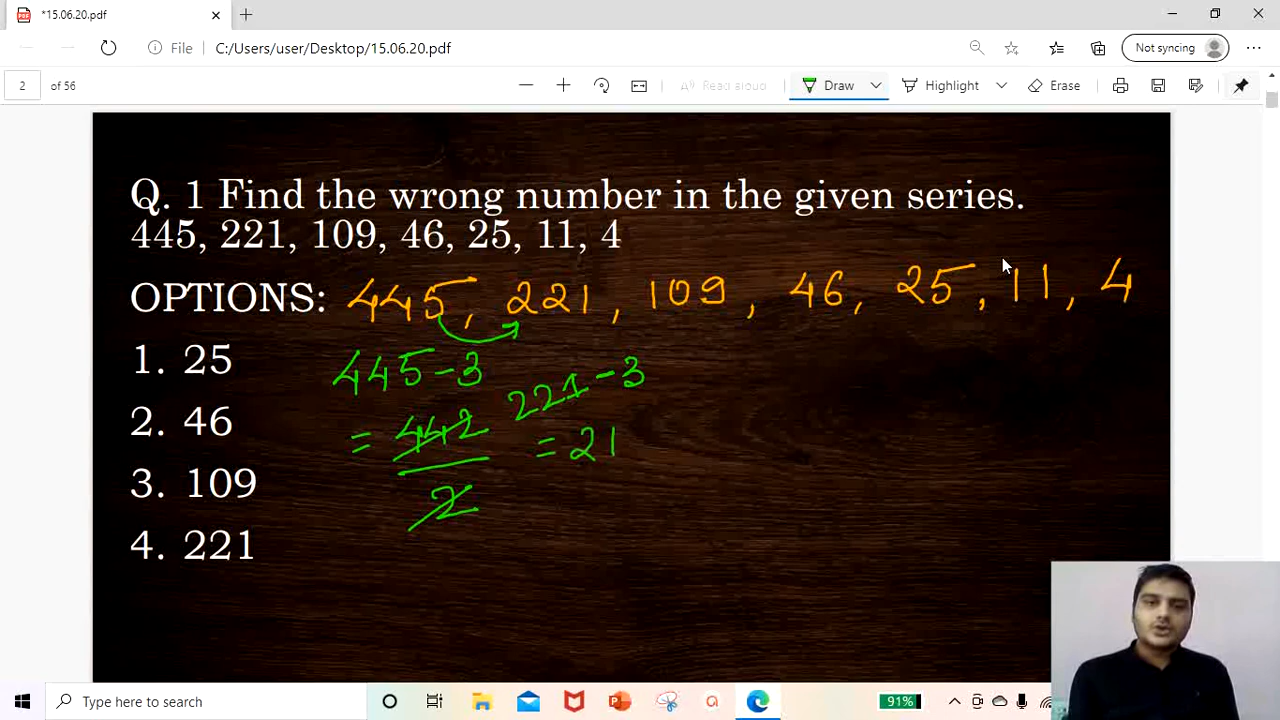 *15.06.20.pdf
File C:/Users/user/Desktop/15.06.20.pdf Not syncing
2 of 56 Read aloud Draw Highlight Erase
Q. 1 Find the wrong number in the given series.
445, 221, 109, 46, 25, 11, 4
OPTIONS: 445, 221, 109, 46, 25, 11, 4
1. 25
445-3 221-3
2. 46
= 442 = 21
2
3. 109
4. 221
Type here to search 91%